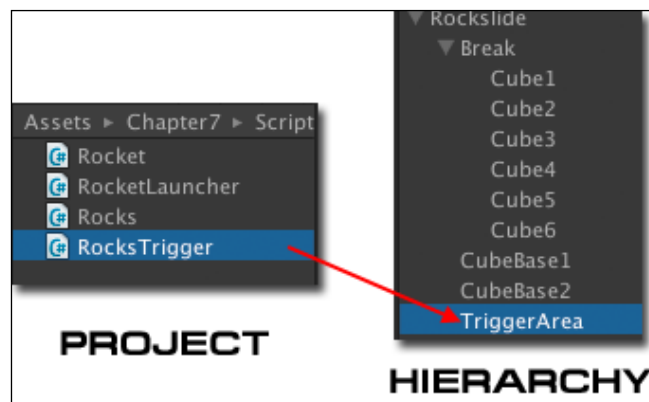 Assets ▸ Chapter7 ▸ Script
Rocket
RocketLauncher
Rocks
RocksTrigger
PROJECT
Rockslide
Break
Cube1
Cube2
Cube3
Cube4
Cube5
Cube6
CubeBase1
CubeBase2
TriggerArea
HIERARCHY